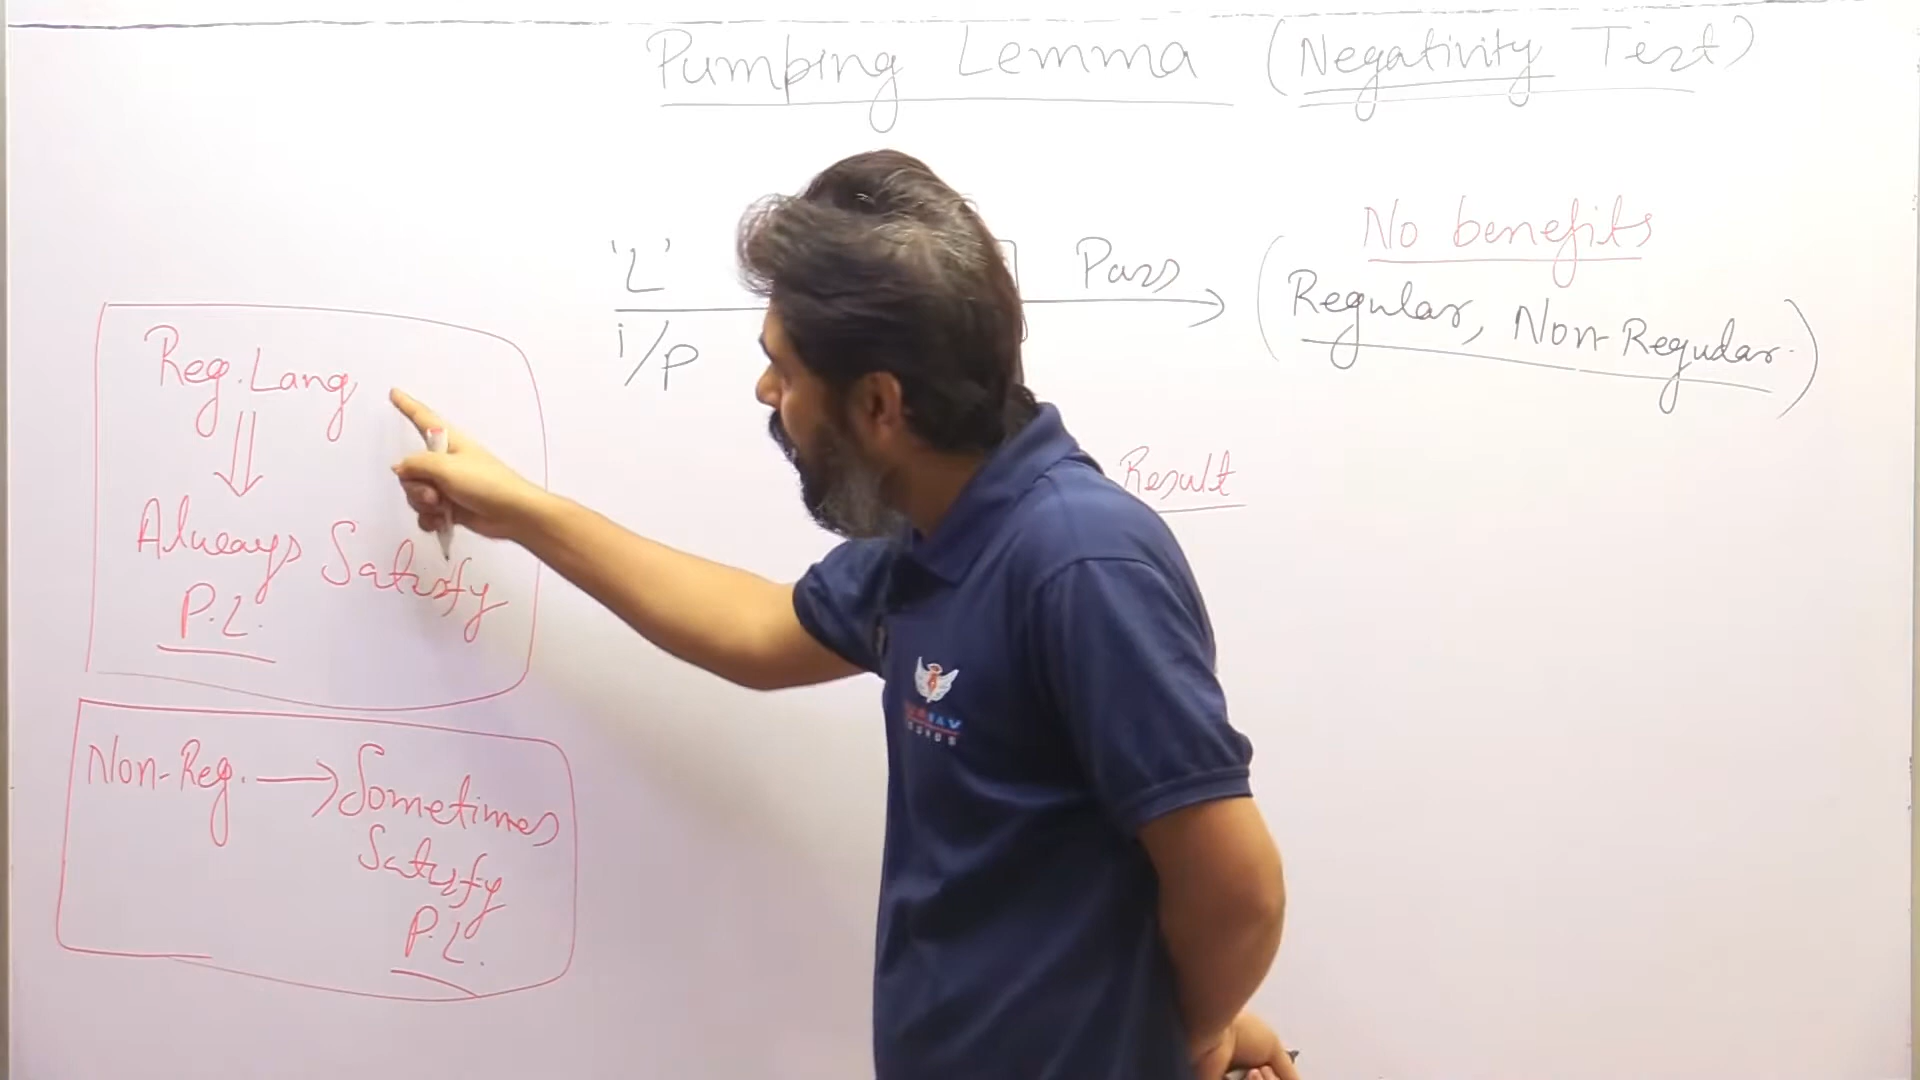 Pumping Lemma (Negativity Test)
No benefits
'L'
i/p
Pass
(Regular, Non-Regular.)
Result
Reg. Lang
Always Satisfy
P.L.
Non-Reg. → Sometimes
Satisfy
P.L.